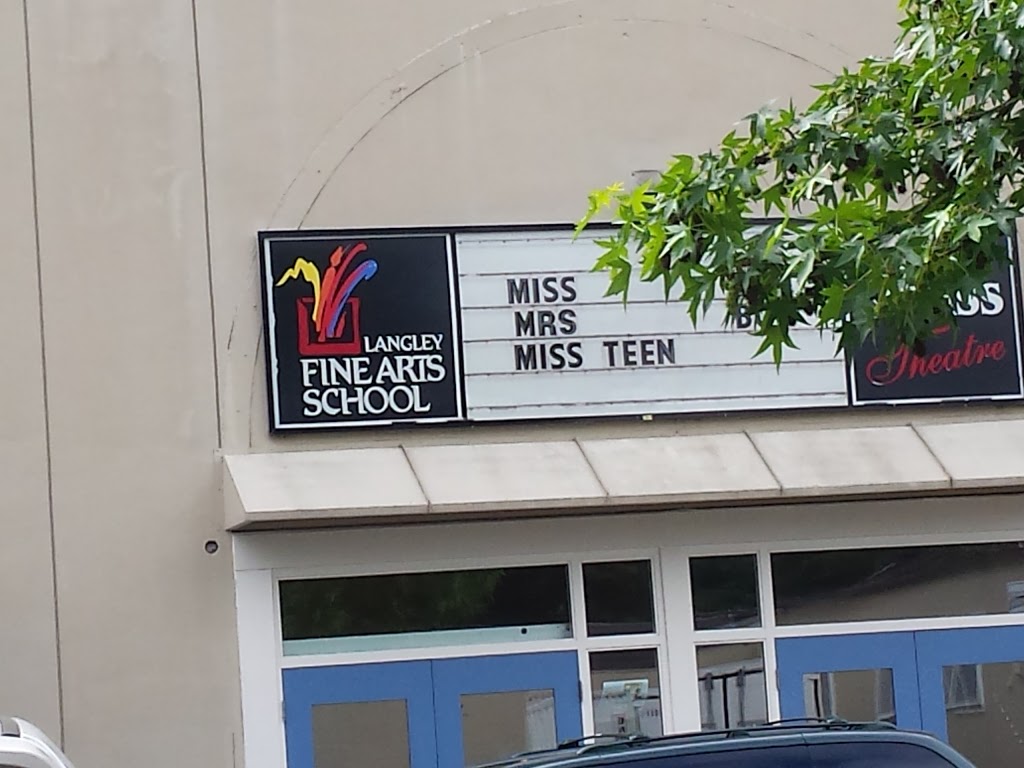 LANGLEY
FINE ARTS
SCHOOL
MISS
MRS
MISS TEEN
Theatre